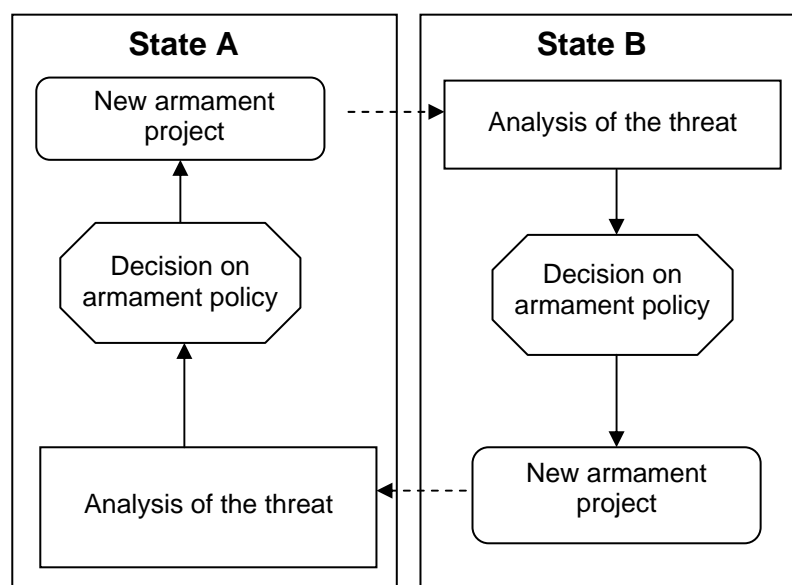 State A
New armament
project
Decision on
armament policy
Analysis of the threat
State B
Analysis of the threat
Decision on
armament policy
New armament
project